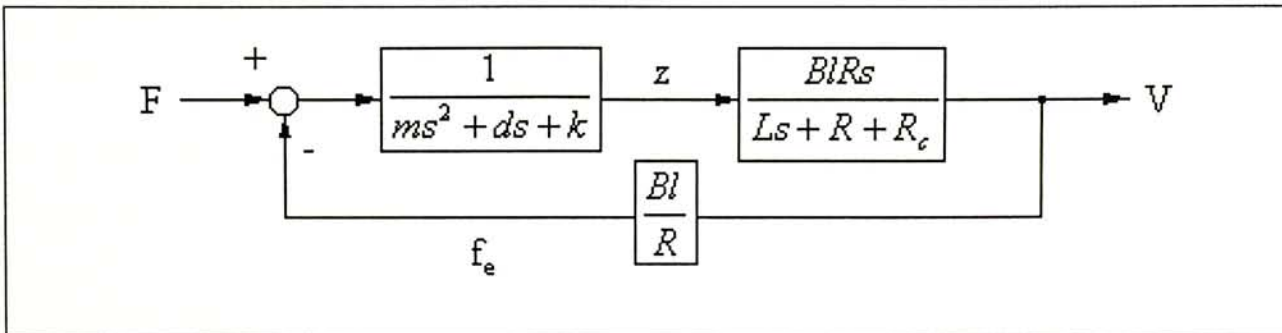 +
F
-
1
ms² + ds + k
z
BlRs
Ls + R + R_c
V
Bl
R
f_e